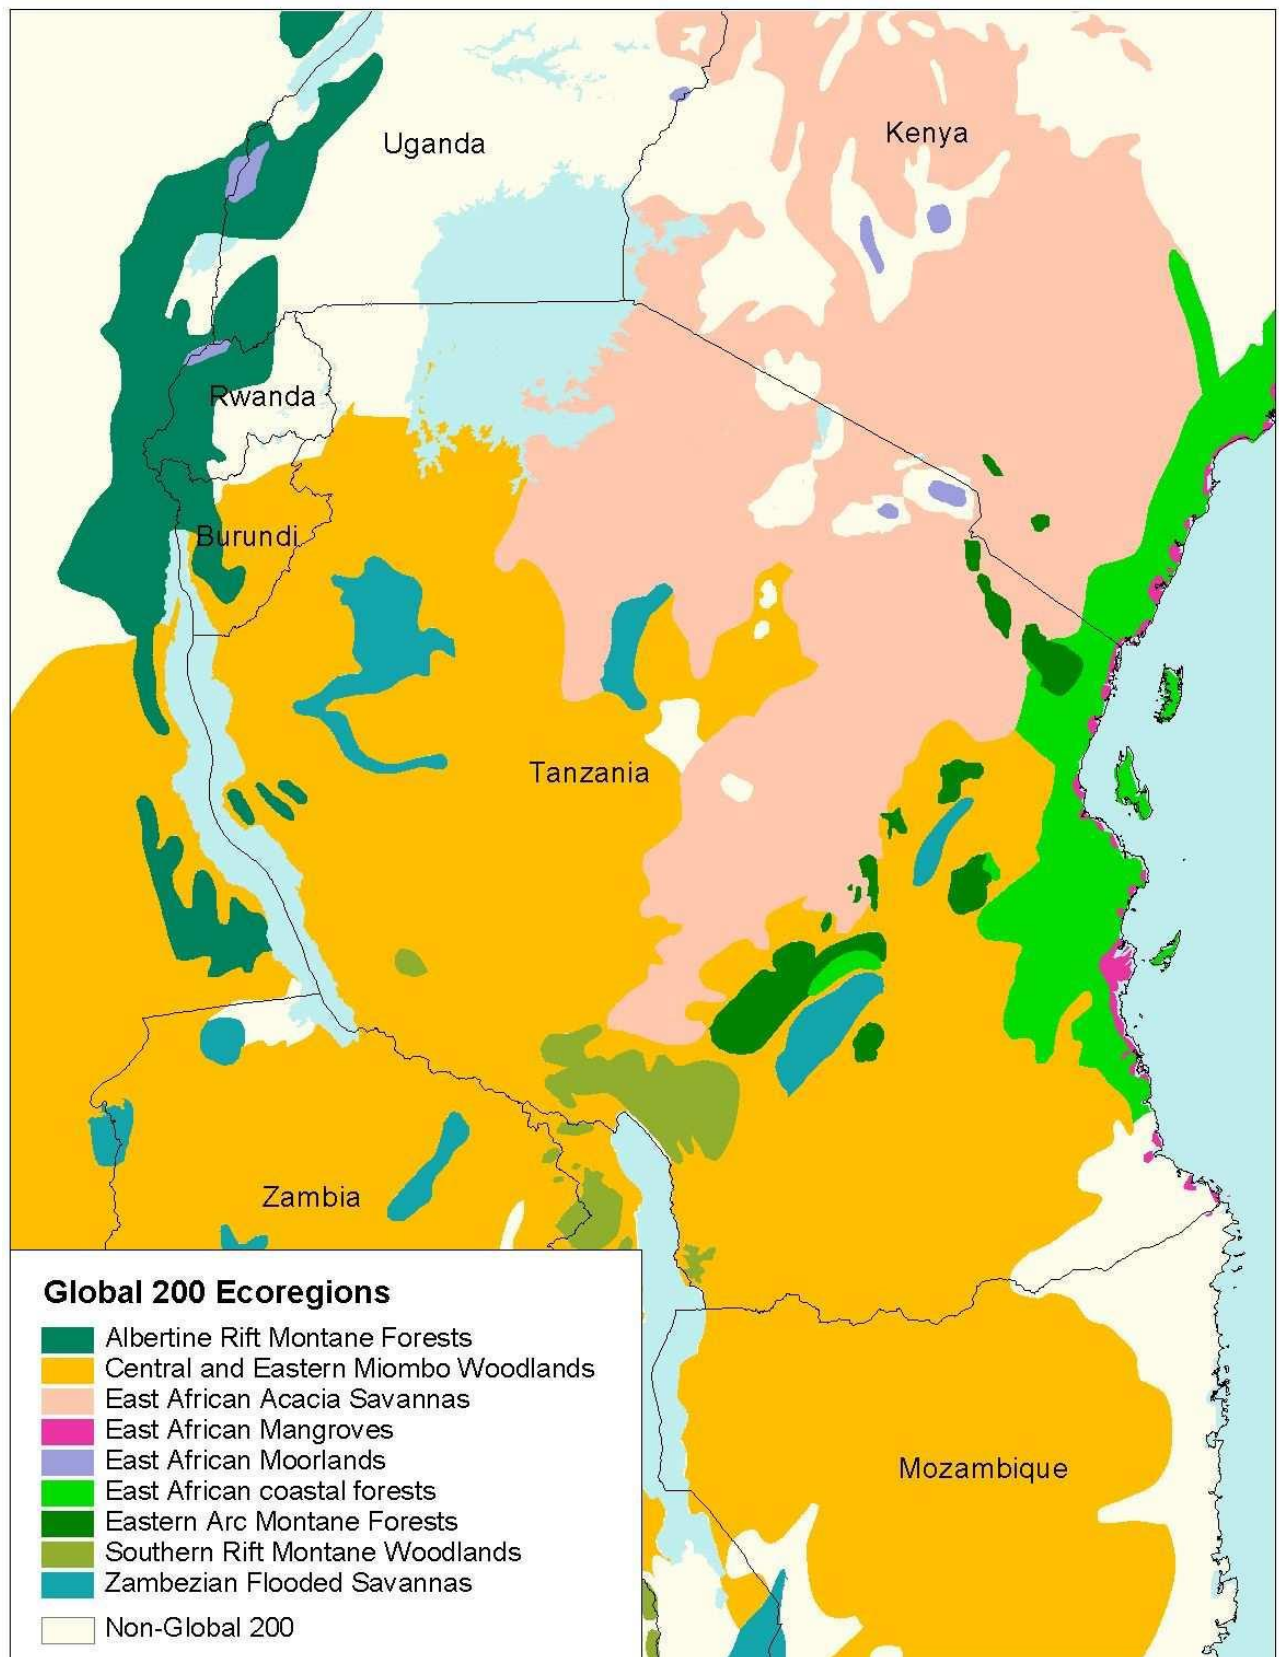 Uganda
Kenya
Rwanda
Burundi
Tanzania
Zambia
Mozambique
Global 200 Ecoregions
Albertine Rift Montane Forests
Central and Eastern Miombo Woodlands
East African Acacia Savannas
East African Mangroves
East African Moorlands
East African coastal forests
Eastern Arc Montane Forests
Southern Rift Montane Woodlands
Zambezian Flooded Savannas
Non-Global 200